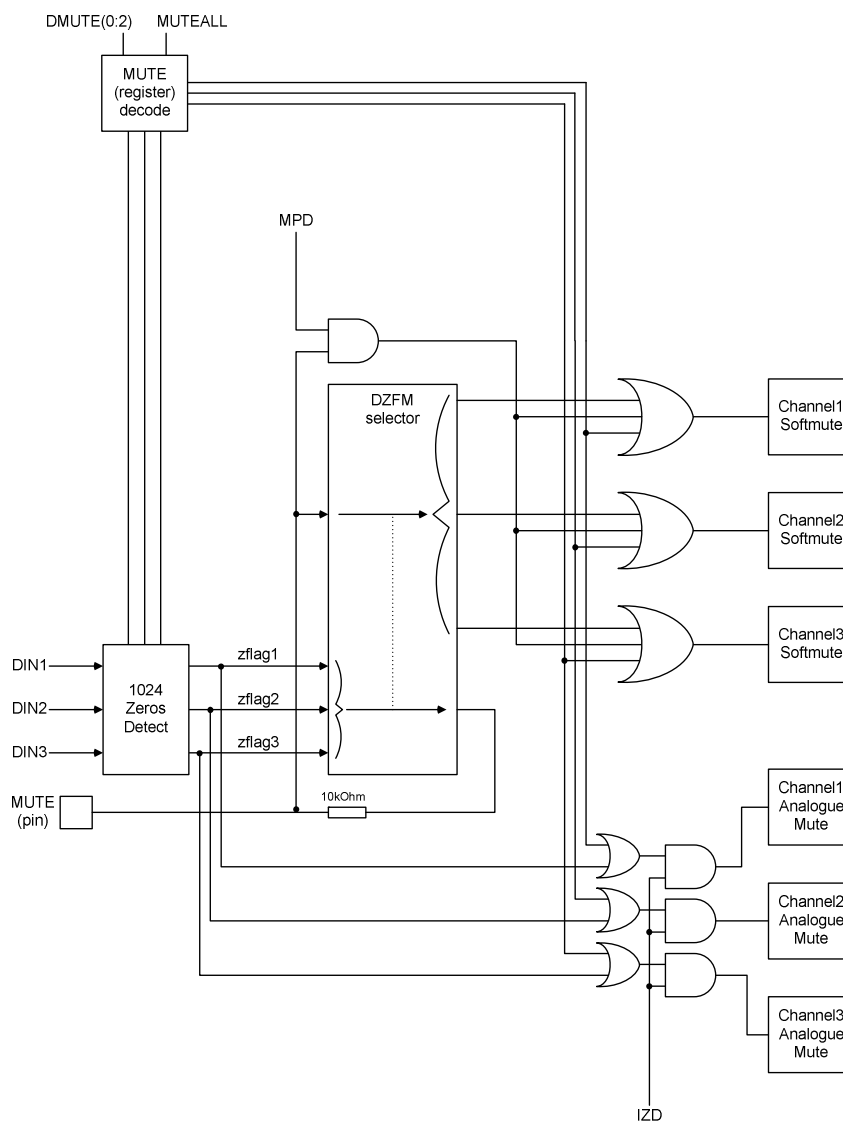 DMUTE(0:2) MUTEALL
MUTE
(register)
decode
MPD
DZFM
selector
Channel1
Softmute
Channel2
Softmute
Channel3
Softmute
DIN1
DIN2
DIN3
1024
Zeros
Detect
zflag1
zflag2
zflag3
MUTE
(pin)
10kOhm
Channel1
Analogue
Mute
Channel2
Analogue
Mute
Channel3
Analogue
Mute
IZD